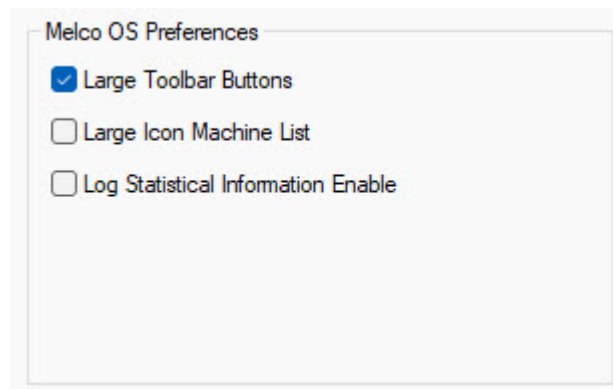 Melco OS Preferences
Large Toolbar Buttons
Large Icon Machine List
Log Statistical Information Enable